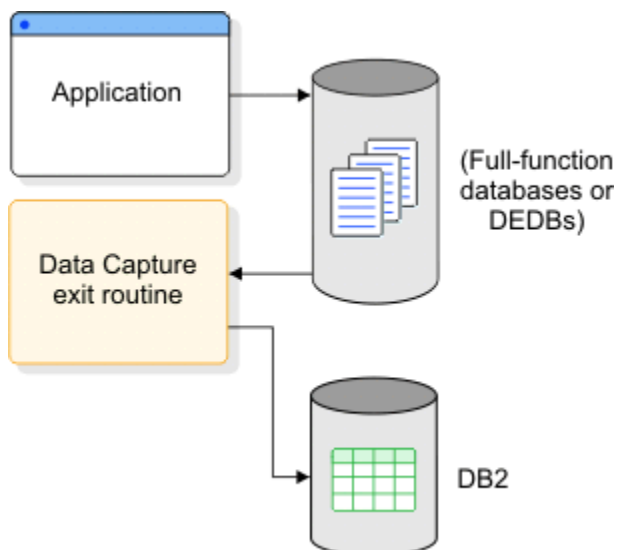 Application
(Full-function
databases or
DEDBs)
Data Capture
exit routine
DB2